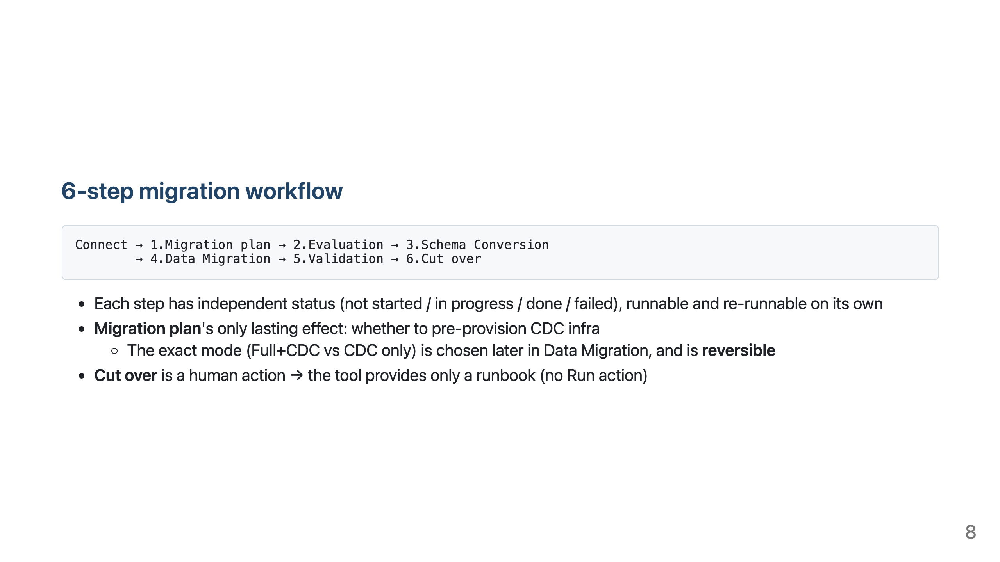 6-step migration workflow
Connect → 1.Migration plan → 2.Evaluation → 3.Schema Conversion
→ 4.Data Migration → 5.Validation → 6.Cut over
• Each step has independent status (not started / in progress / done / failed), runnable and re-runnable on its own
• Migration plan's only lasting effect: whether to pre-provision CDC infra
○ The exact mode (Full+CDC vs CDC only) is chosen later in Data Migration, and is reversible
• Cut over is a human action → the tool provides only a runbook (no Run action)
8